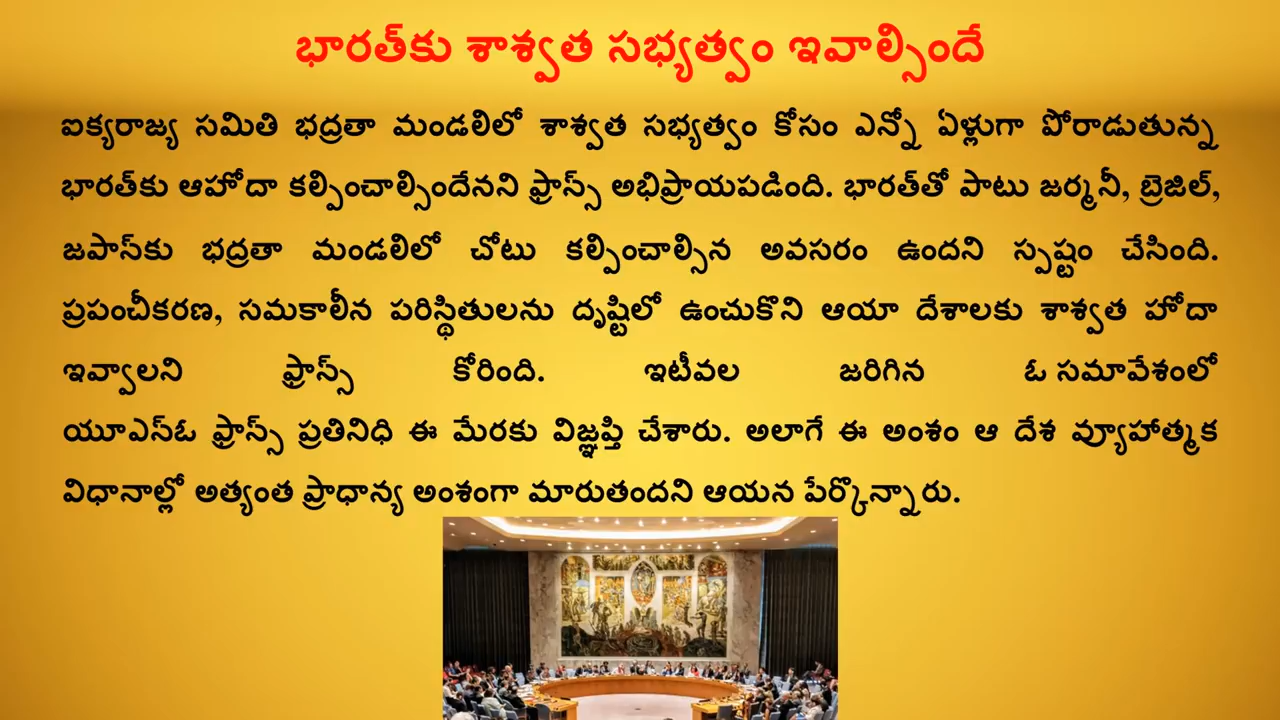 భారత్‌కు శాశ్వత సభ్యత్వం ఇవాల్సిందే
ఐక్యరాజ్య సమితి భద్రతా మండలిలో శాశ్వత సభ్యత్వం కోసం ఎన్నో ఏళ్లుగా పోరాడుతున్న
భారత్‌కు ఆహోదా కల్పించాల్సిందేనని ఫ్రాన్స్ అభిప్రాయపడింది. భారత్‌తో పాటు జర్మనీ, బ్రెజిల్,
జపాన్‌కు భద్రతా మండలిలో చోటు కల్పించాల్సిన అవసరం ఉందని స్పష్టం చేసింది.
ప్రపంచీకరణ, సమకాలీన పరిస్థితులను దృష్టిలో ఉంచుకొని ఆయా దేశాలకు శాశ్వత హోదా
ఇవ్వాలని ఫ్రాన్స్ కోరింది. ఇటీవల జరిగిన ఓ సమావేశంలో
యూఎన్ఓ ఫ్రాన్స్ ప్రతినిధి ఈ మేరకు విజ్ఞప్తి చేశారు. అలాగే ఈ అంశం ఆ దేశ వ్యూహాత్మక
విధానాల్లో అత్యంత ప్రాధాన్య అంశంగా మారుతందని ఆయన పేర్కొన్నారు.